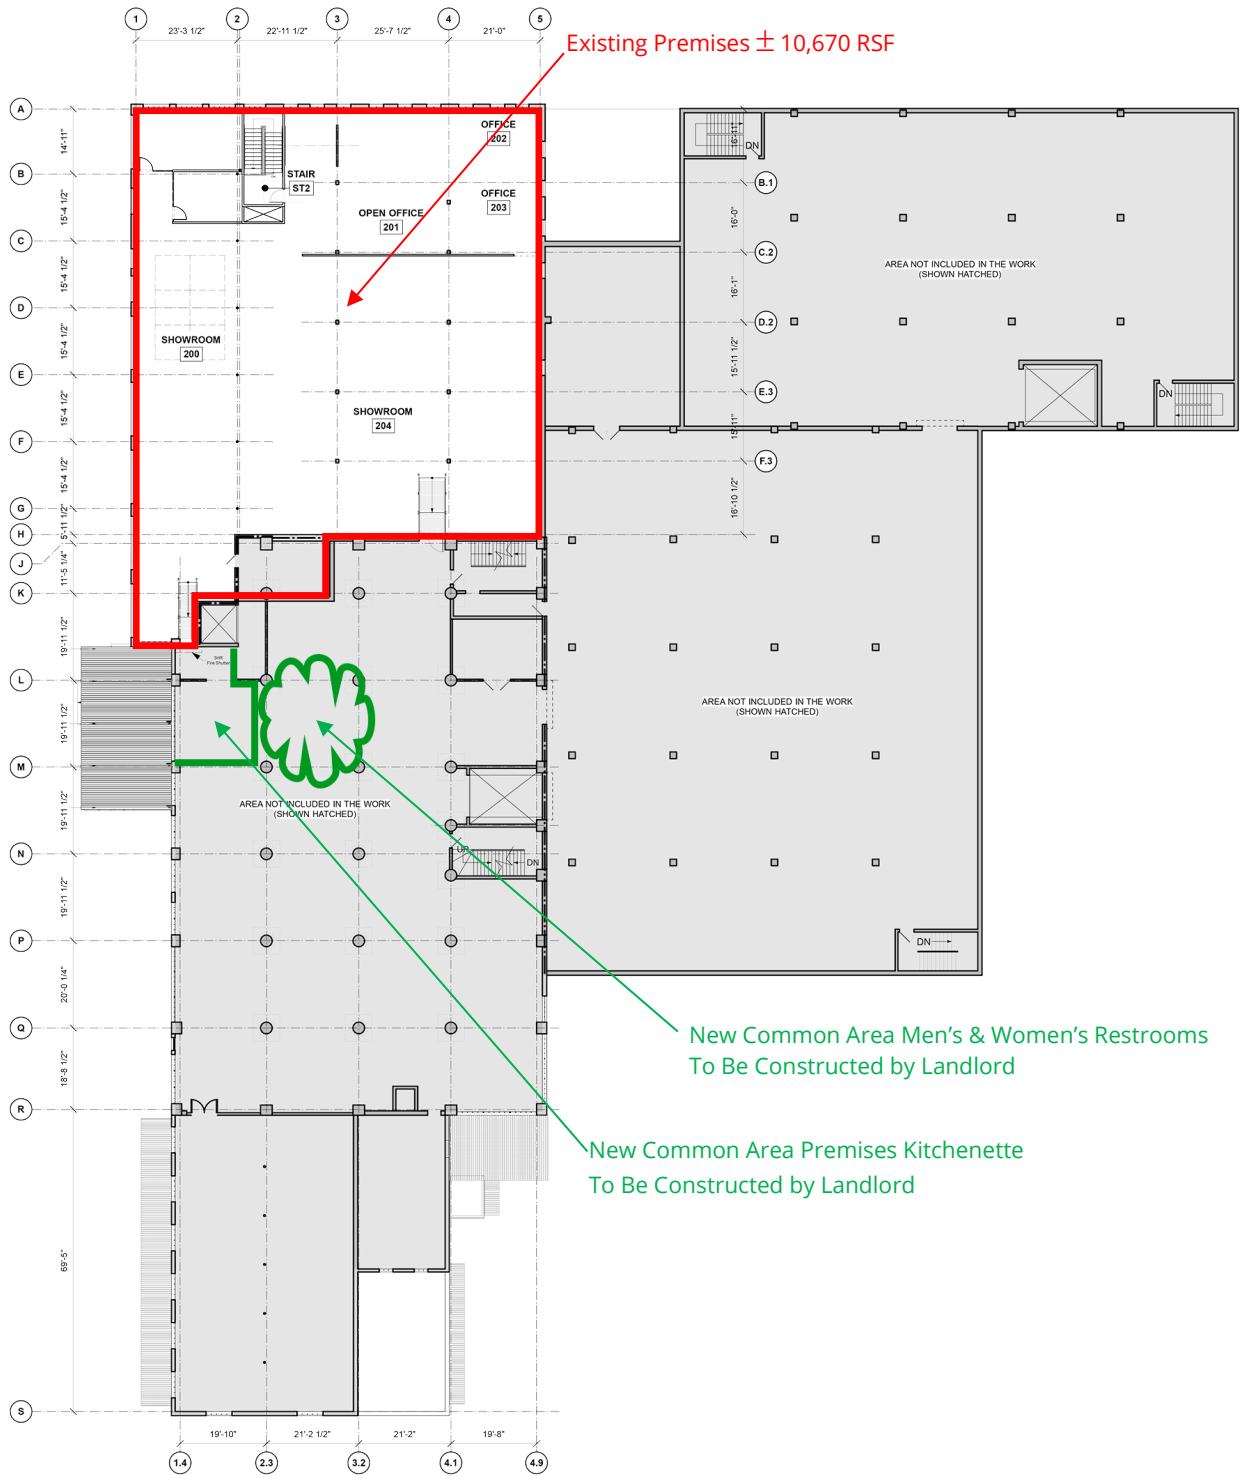 1 2 3 4 5
23'-3 1/2" 22'-11 1/2" 25'-7 1/2" 21'-0"
Existing Premises ± 10,670 RSF
A
14'-11"
B
15'-4 1/2"
C
15'-4 1/2"
D
15'-4 1/2"
E
15'-4 1/2"
F
15'-4 1/2"
G
5'-11 1/2"
H
J
11'-5 1/4"
K
19'-11 1/2"
L
19'-11 1/2"
M
19'-11 1/2"
N
19'-11 1/2"
P
20'-0 1/4"
Q
18'-8 1/2"
R
69'-5"
S
OFFICE
202
STAIR
ST2
OFFICE
203
OPEN OFFICE
201
SHOWROOM
200
SHOWROOM
204
16'-11"
DN
B.1
16'-0"
C.2
16'-1"
D.2
15'-11 1/2"
E.3
15'-11"
F.3
16'-10 1/2"
AREA NOT INCLUDED IN THE WORK
(SHOWN HATCHED)
DN
Fire Shutter
AREA NOT INCLUDED IN THE WORK
(SHOWN HATCHED)
AREA NOT INCLUDED IN THE WORK
(SHOWN HATCHED)
UP
DN
DN
New Common Area Men's & Women's Restrooms
To Be Constructed by Landlord
New Common Area Premises Kitchenette
To Be Constructed by Landlord
19'-10" 21'-2 1/2" 21'-2" 19'-8"
1.4 2.3 3.2 4.1 4.9